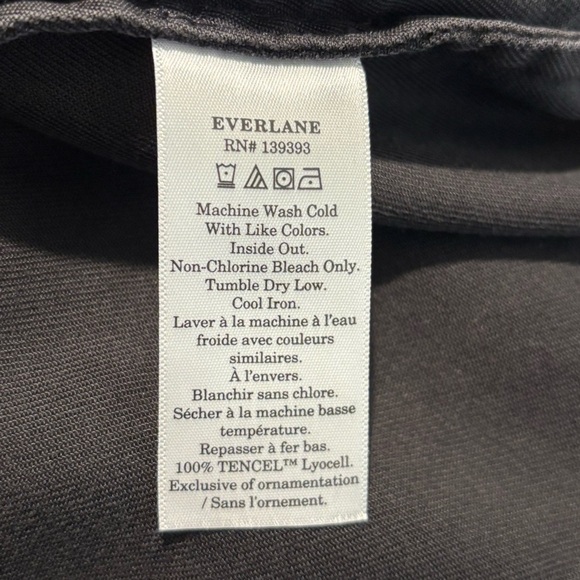 EVERLANE
RN# 139393
Machine Wash Cold
With Like Colors.
Inside Out.
Non-Chlorine Bleach Only.
Tumble Dry Low.
Cool Iron.
Laver à la machine à l'eau
froide avec couleurs
similaires.
À l'envers.
Blanchir sans chlore.
Sécher à la machine basse
température.
Repasser à fer bas.
100% TENCEL™ Lyocell.
Exclusive of ornamentation
/ Sans l'ornement.